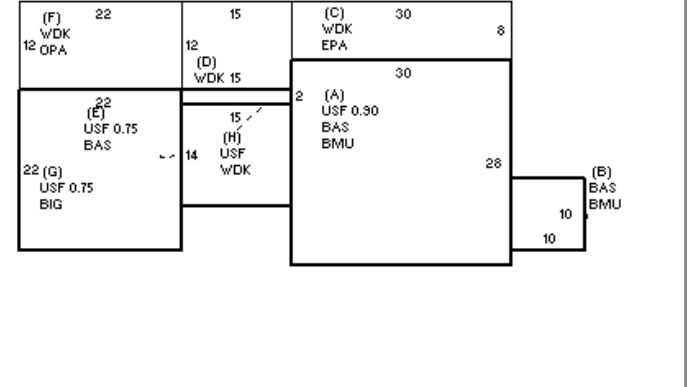 (F) 22
WDK
12 OPA
15
12
(D)
WDK 15
(C) 30
WDK
EPA
8
30
22
(E)
USF 0.75
BAS
22 (G)
USF 0.75
BIG
2
15
(H)
14 USF
WDK
(A)
USF 0.90
BAS
BMU
28
(B)
BAS
BMU
10
10